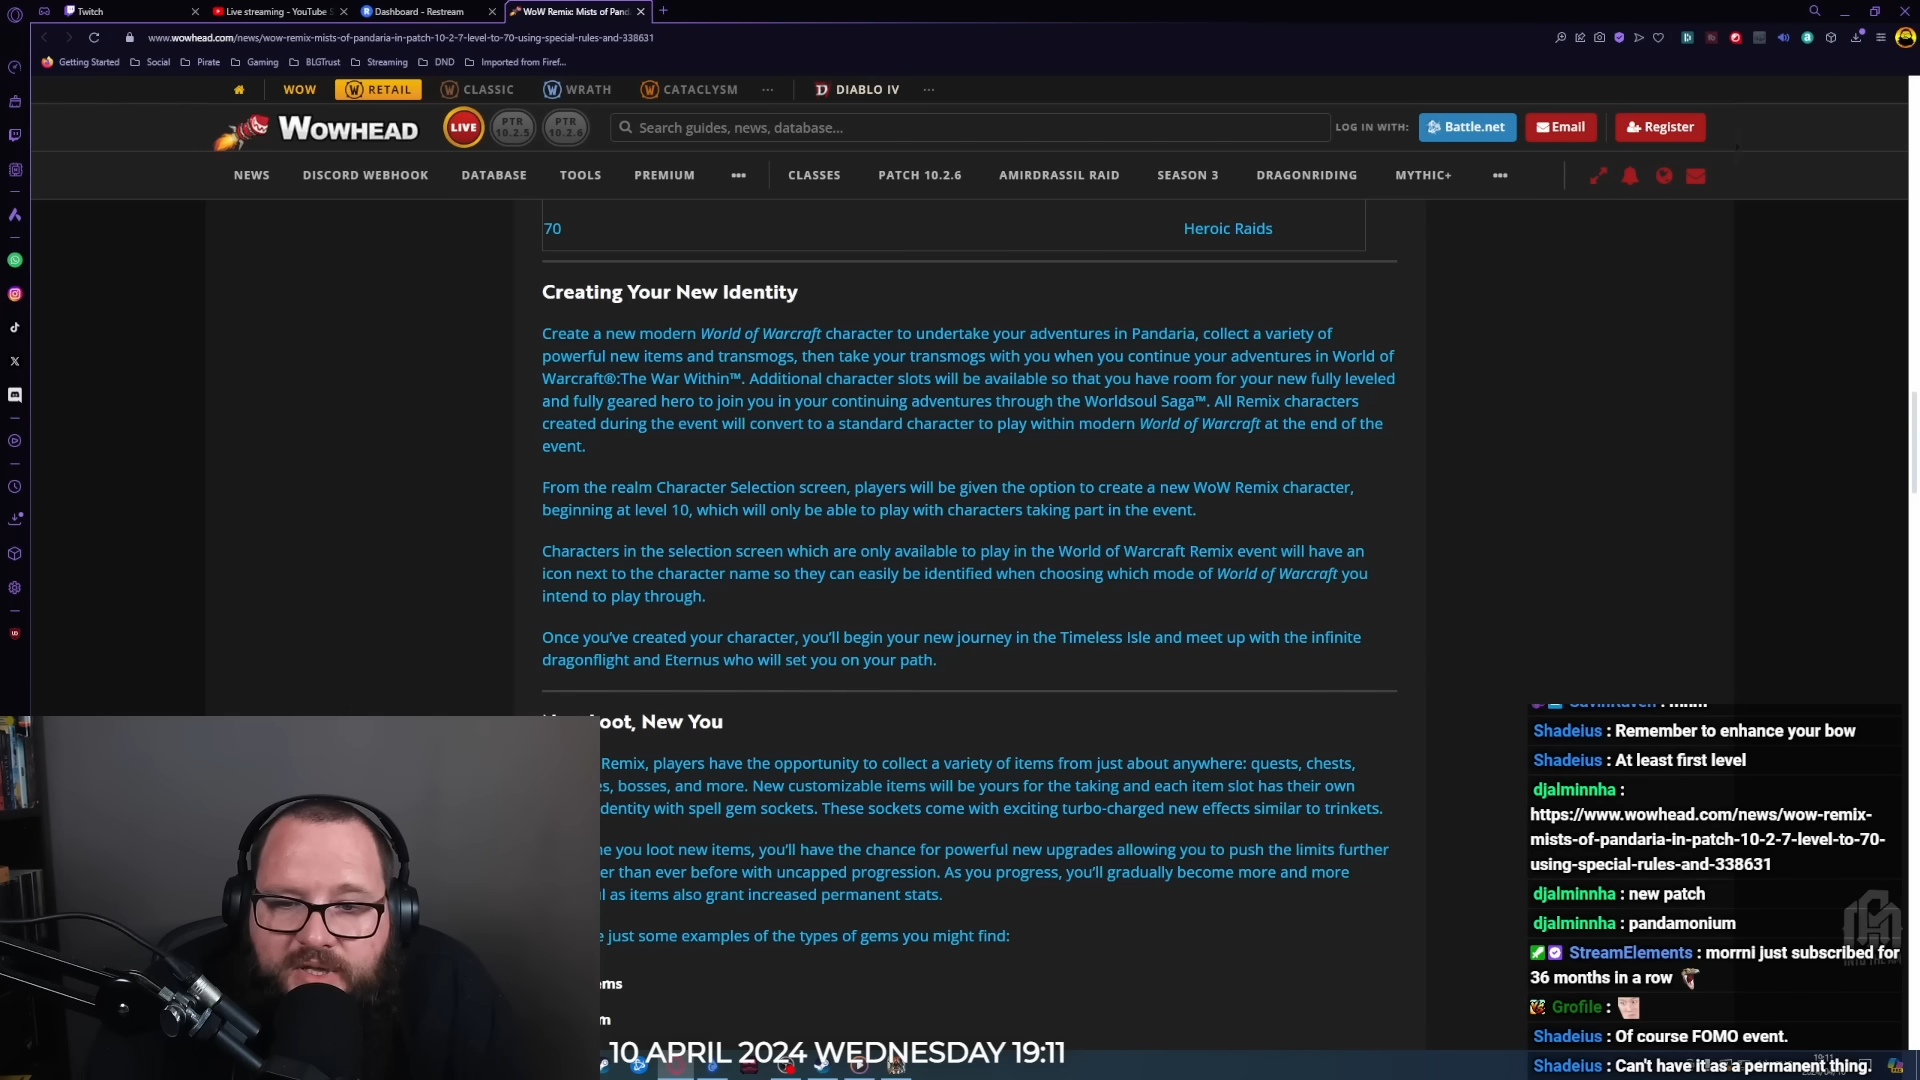 Twitch
Live streaming - YouTube S
Dashboard - Restream
WoW Remix: Mists of Pand
www.wowhead.com/news/wow-remix-mists-of-pandaria-in-patch-10-2-7-level-to-70-using-special-rules-and-338631
Getting Started Social Pirate Gaming BLGTrust Streaming DND Imported from Firef...
WOW RETAIL CLASSIC WRATH CATACLYSM ... DIABLO IV ...
WOWHEAD LIVE PTR 10.2.5 PTR 10.2.6 Search guides, news, database... LOG IN WITH: Battle.net Email Register
NEWS DISCORD WEBHOOK DATABASE TOOLS PREMIUM ... CLASSES PATCH 10.2.6 AMIRDRASSIL RAID SEASON 3 DRAGONRIDING MYTHIC+ ...
70 Heroic Raids
Creating Your New Identity
Create a new modern World of Warcraft character to undertake your adventures in Pandaria, collect a variety of
powerful new items and transmogs, then take your transmogs with you when you continue your adventures in World of
Warcraft®:The War Within™. Additional character slots will be available so that you have room for your new fully leveled
and fully geared hero to join you in your continuing adventures through the Worldsoul Saga™. All Remix characters
created during the event will convert to a standard character to play within modern World of Warcraft at the end of the
event.
From the realm Character Selection screen, players will be given the option to create a new WoW Remix character,
beginning at level 10, which will only be able to play with characters taking part in the event.
Characters in the selection screen which are only available to play in the World of Warcraft Remix event will have an
icon next to the character name so they can easily be identified when choosing which mode of World of Warcraft you
intend to play through.
Once you've created your character, you'll begin your new journey in the Timeless Isle and meet up with the infinite
dragonflight and Eternus who will set you on your path.
oot, New You
Remix, players have the opportunity to collect a variety of items from just about anywhere: quests, chests,
es, bosses, and more. New customizable items will be yours for the taking and each item slot has their own
dentity with spell gem sockets. These sockets come with exciting turbo-charged new effects similar to trinkets.
ne you loot new items, you'll have the chance for powerful new upgrades allowing you to push the limits further
er than ever before with uncapped progression. As you progress, you'll gradually become more and more
l as items also grant increased permanent stats.
e just some examples of the types of gems you might find:
ems
m
10 APRIL 2024 WEDNESDAY 19:11
Shadeius : Remember to enhance your bow
Shadeius : At least first level
djalminnha :
https://www.wowhead.com/news/wow-remix-
mists-of-pandaria-in-patch-10-2-7-level-to-70-
using-special-rules-and-338631
djalminnha : new patch
djalminnha : pandamonium
StreamElements : morrni just subscribed for
36 months in a row
Grofile :
Shadeius : Of course FOMO event.
Shadeius : Can't have it as a permanent thing.
19:11